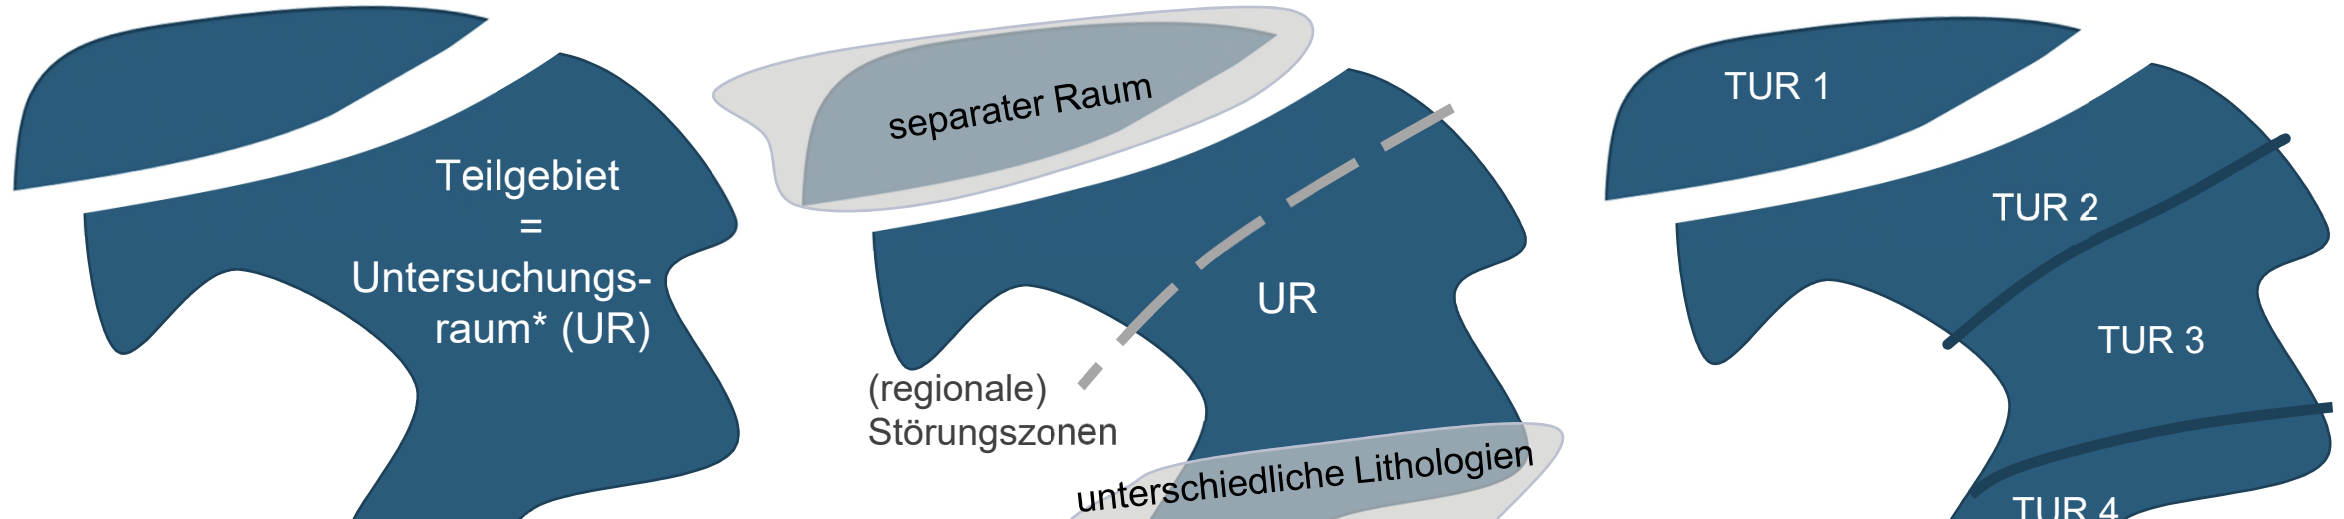 Teilgebiet
=
Untersuchungs-
raum* (UR)
separater Raum
UR
(regionale)
Störungszonen
unterschiedliche Lithologien
TUR 1
TUR 2
TUR 3
TUR 4